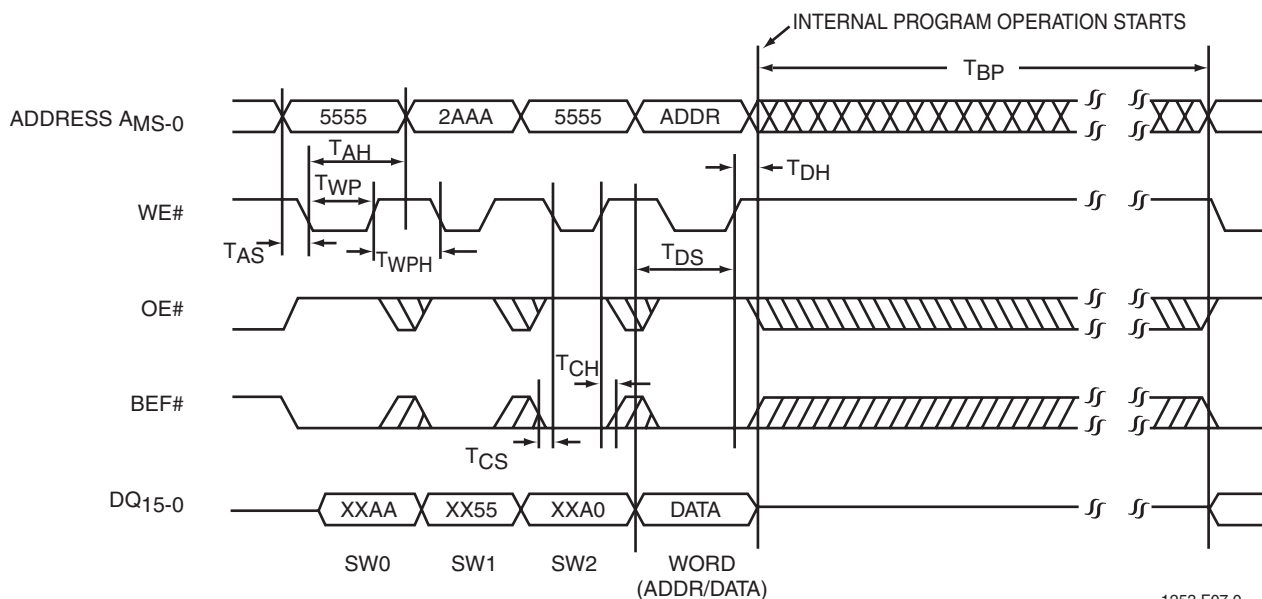 INTERNAL PROGRAM OPERATION STARTS
TBP
ADDRESS AMS-0
5555
2AAA
5555
ADDR
TAH
TDH
TWP
WE#
TAS
TWPH
TDS
OE#
TCH
BEF#
TCS
DQ15-0
XXAA
XX55
XXA0
DATA
SW0
SW1
SW2
WORD
(ADDR/DATA)